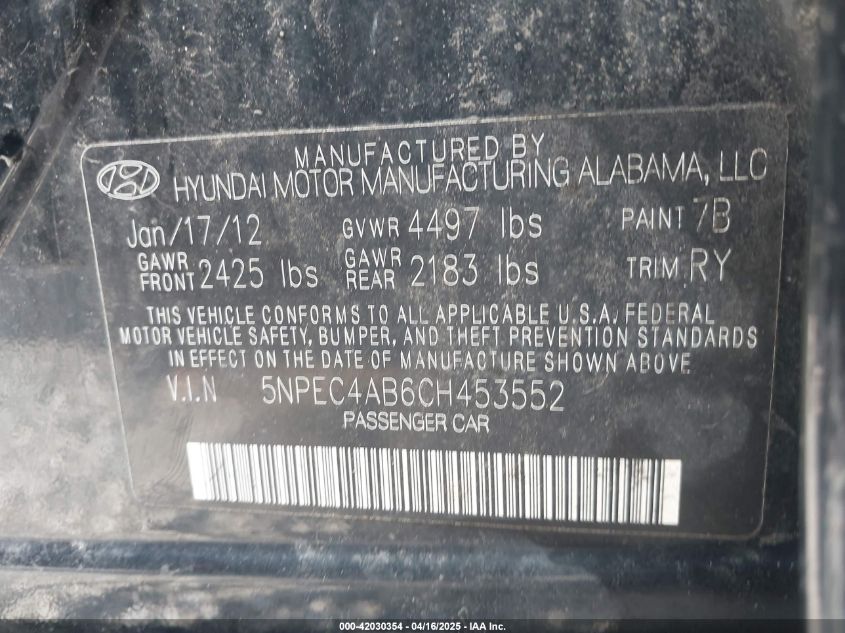 MANUFACTURED BY
HYUNDAI MOTOR MANUFACTURING ALABAMA, LLC
Jan/17/12 GVWR 4497 lbs PAINT 7B
GAWR FRONT 2425 lbs GAWR REAR 2183 lbs TRIM RY
THIS VEHICLE CONFORMS TO ALL APPLICABLE U.S.A. FEDERAL
MOTOR VEHICLE SAFETY, BUMPER, AND THEFT PREVENTION STANDARDS
IN EFFECT ON THE DATE OF MANUFACTURE SHOWN ABOVE.
V.I.N 5NPEC4AB6CH453552
PASSENGER CAR
000-42030354 - 04/16/2025 - IAA Inc.